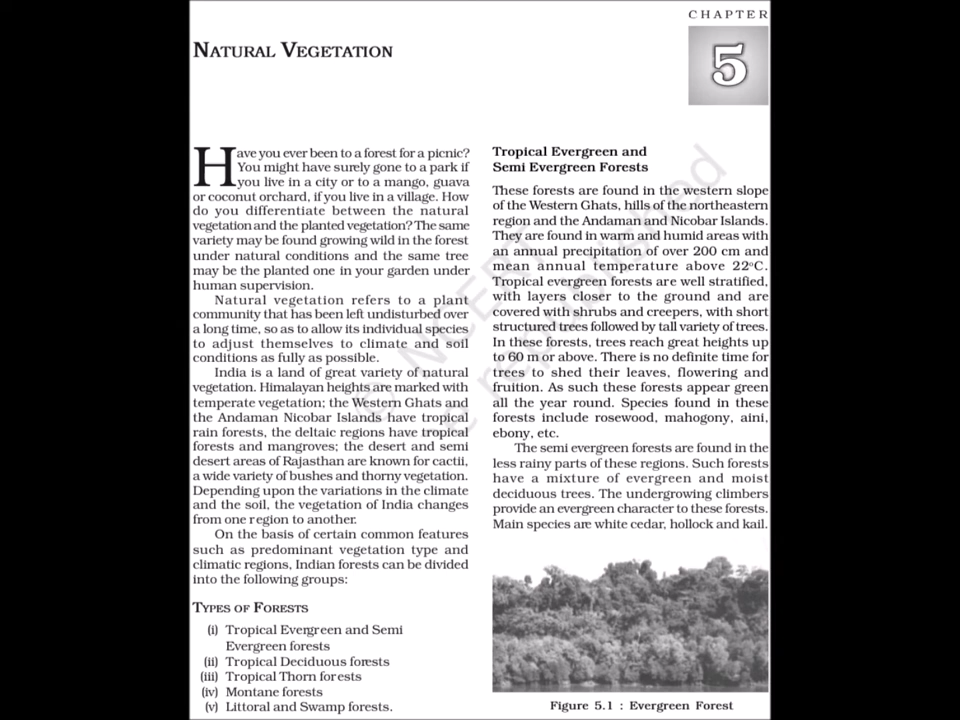 CHAPTER
5
NATURAL VEGETATION
Have you ever been to a forest for a picnic?
You might have surely gone to a park if
you live in a city or to a mango, guava
or coconut orchard, if you live in a village. How
do you differentiate between the natural
vegetation and the planted vegetation? The same
variety may be found growing wild in the forest
under natural conditions and the same tree
may be the planted one in your garden under
human supervision.
Natural vegetation refers to a plant
community that has been left undisturbed over
a long time, so as to allow its individual species
to adjust themselves to climate and soil
conditions as fully as possible.
India is a land of great variety of natural
vegetation. Himalayan heights are marked with
temperate vegetation; the Western Ghats and
the Andaman Nicobar Islands have tropical
rain forests, the deltaic regions have tropical
forests and mangroves; the desert and semi
desert areas of Rajasthan are known for cactii,
a wide variety of bushes and thorny vegetation.
Depending upon the variations in the climate
and the soil, the vegetation of India changes
from one region to another.
On the basis of certain common features
such as predominant vegetation type and
climatic regions, Indian forests can be divided
into the following groups:
TYPES OF FORESTS
(i) Tropical Evergreen and Semi
Evergreen forests
(ii) Tropical Deciduous forests
(iii) Tropical Thorn forests
(iv) Montane forests
(v) Littoral and Swamp forests.
Tropical Evergreen and
Semi Evergreen Forests
These forests are found in the western slope
of the Western Ghats, hills of the northeastern
region and the Andaman and Nicobar Islands.
They are found in warm and humid areas with
an annual precipitation of over 200 cm and
mean annual temperature above 22°C.
Tropical evergreen forests are well stratified,
with layers closer to the ground and are
covered with shrubs and creepers, with short
structured trees followed by tall variety of trees.
In these forests, trees reach great heights up
to 60 m or above. There is no definite time for
trees to shed their leaves, flowering and
fruition. As such these forests appear green
all the year round. Species found in these
forests include rosewood, mahogony, aini,
ebony, etc.
The semi evergreen forests are found in the
less rainy parts of these regions. Such forests
have a mixture of evergreen and moist
deciduous trees. The undergrowing climbers
provide an evergreen character to these forests.
Main species are white cedar, hollock and kail.
Figure 5.1 : Evergreen Forest
© NCERT
e republished